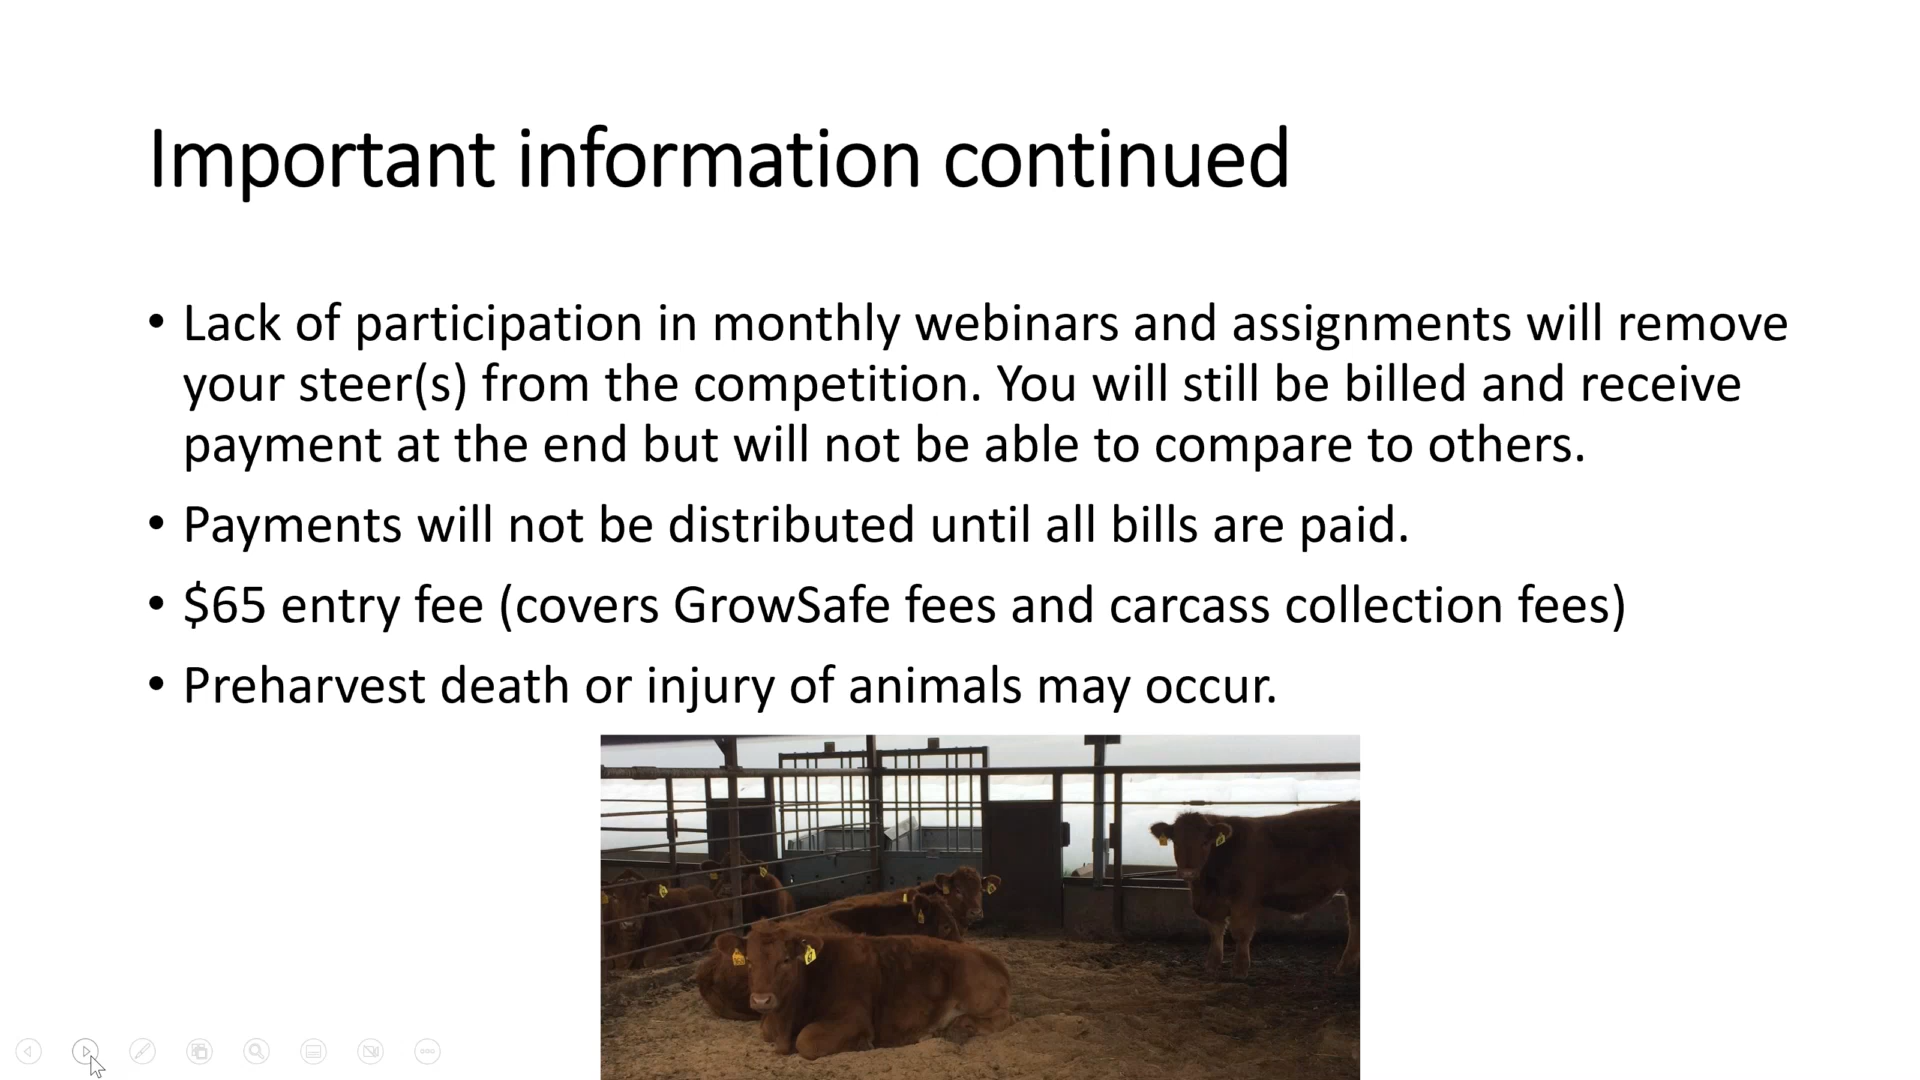 Important information continued
• Lack of participation in monthly webinars and assignments will remove
your steer(s) from the competition. You will still be billed and receive
payment at the end but will not be able to compare to others.
• Payments will not be distributed until all bills are paid.
• $65 entry fee (covers GrowSafe fees and carcass collection fees)
• Preharvest death or injury of animals may occur.